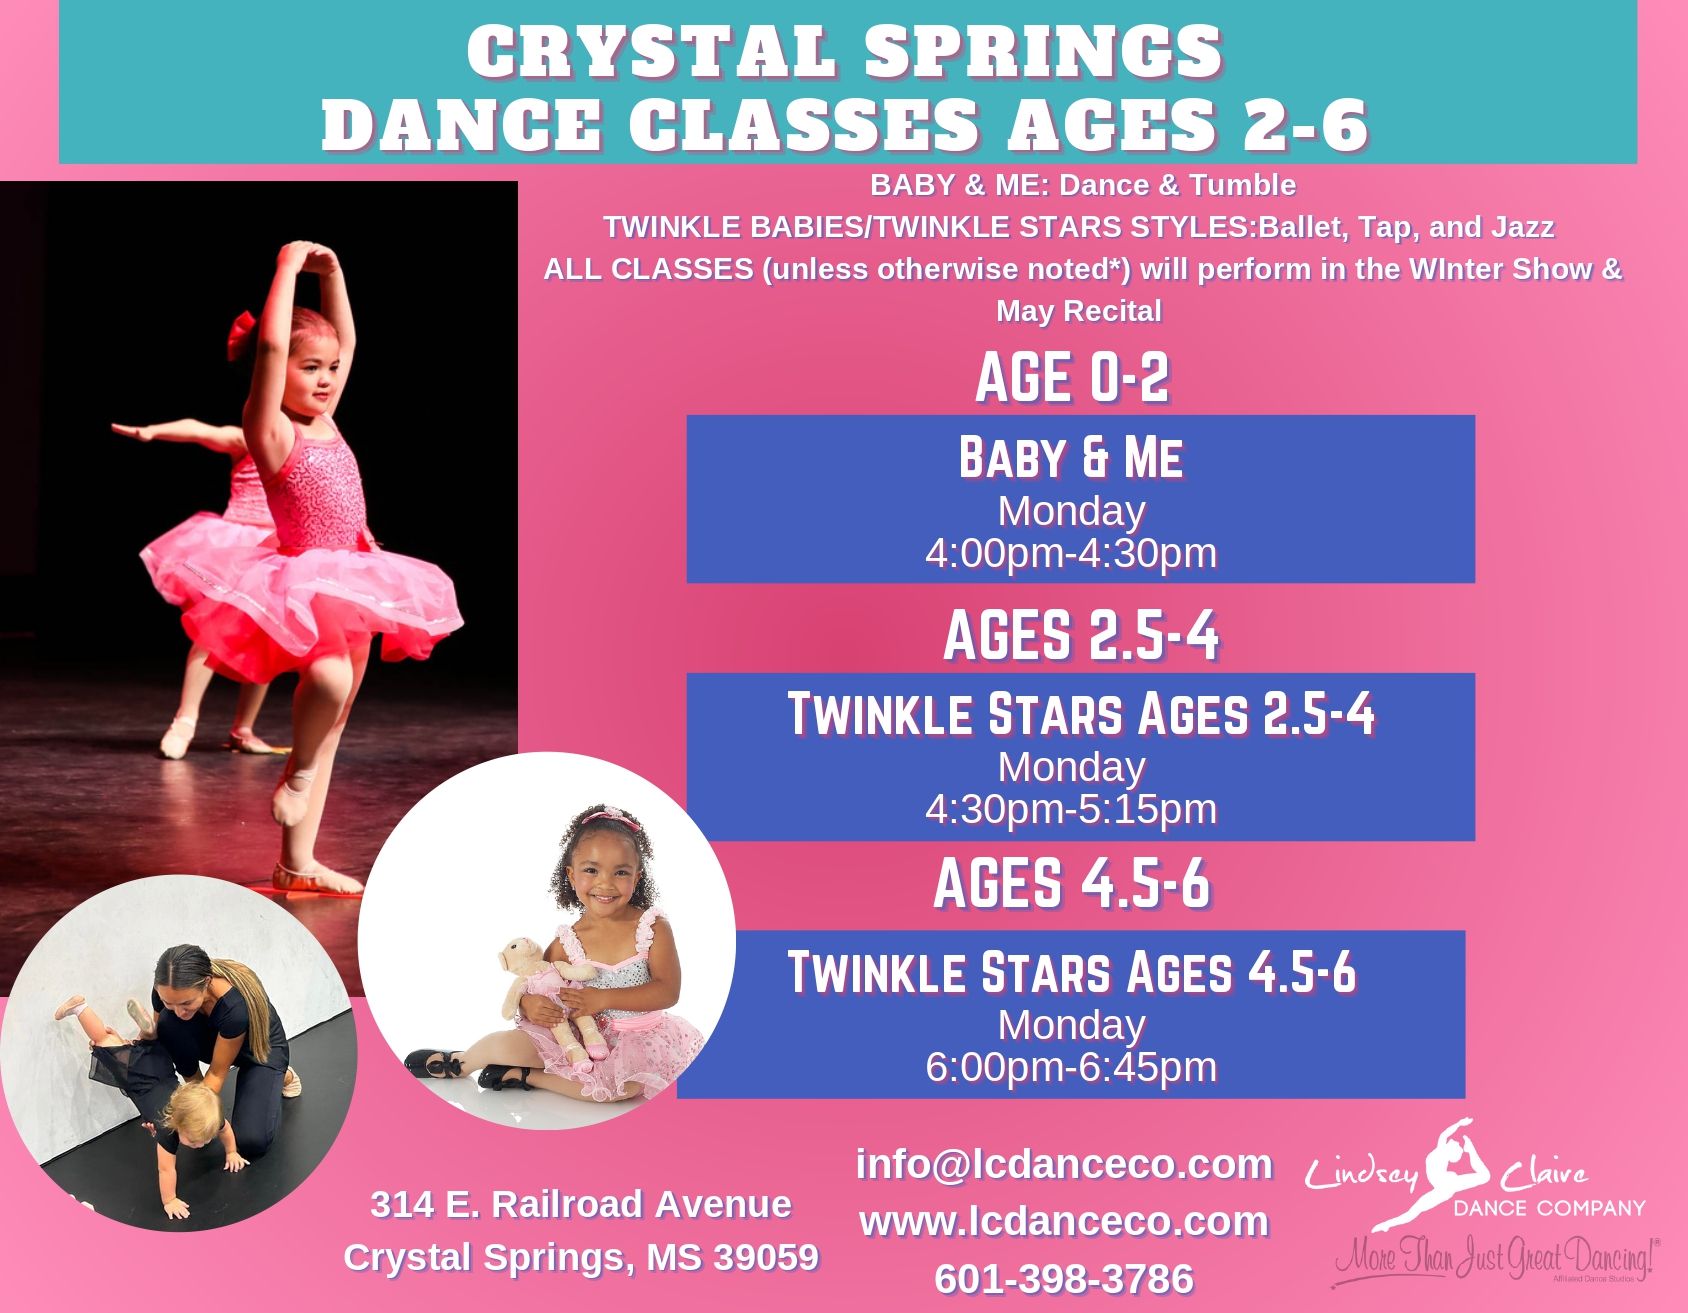 CRYSTAL SPRINGS
DANCE CLASSES AGES 2-6
BABY & ME: Dance & Tumble
TWINKLE BABIES/TWINKLE STARS STYLES:Ballet, Tap, and Jazz
ALL CLASSES (unless otherwise noted*) will perform in the WInter Show &
May Recital
AGE 0-2
BABY & ME
Monday
4:00pm-4:30pm
AGES 2.5-4
TWINKLE STARS AGES 2.5-4
Monday
4:30pm-5:15pm
AGES 4.5-6
TWINKLE STARS AGES 4.5-6
Monday
6:00pm-6:45pm
314 E. Railroad Avenue
Crystal Springs, MS 39059
info@lcdanceco.com
www.lcdanceco.com
601-398-3786
Lindsey Claire
DANCE COMPANY
More Than Just Great Dancing!®
Affiliated Dance Studios